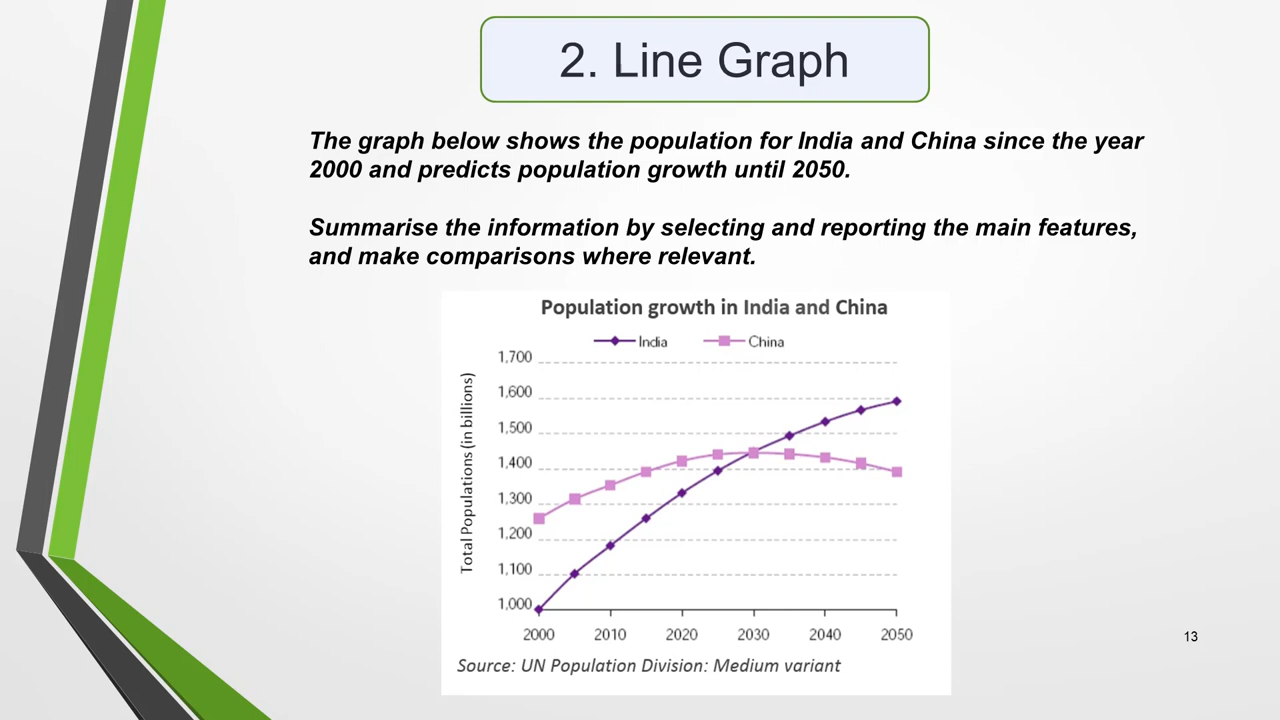 2. Line Graph
The graph below shows the population for India and China since the year
2000 and predicts population growth until 2050.
Summarise the information by selecting and reporting the main features,
and make comparisons where relevant.
Population growth in India and China
India China
Total Populations (in billions)
1,700
1,600
1,500
1,400
1,300
1,200
1,100
1,000
2000 2010 2020 2030 2040 2050
Source: UN Population Division: Medium variant
13